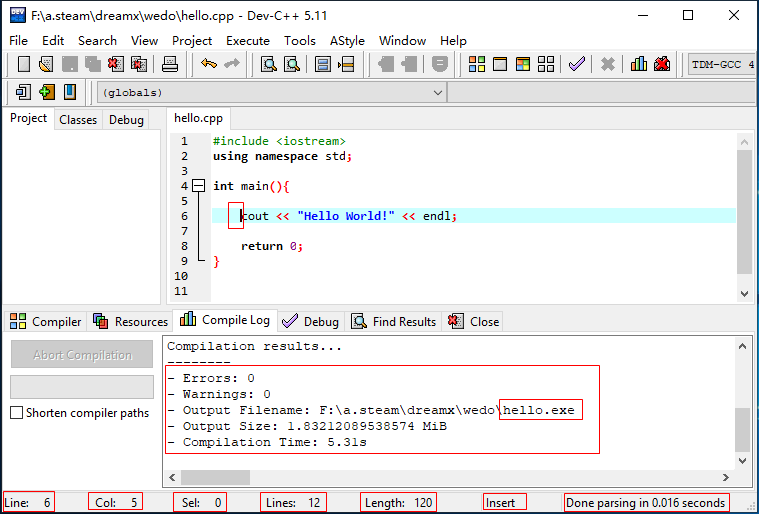 F:\a.steam\dreamx\wedo\hello.cpp - Dev-C++ 5.11
File Edit Search View Project Execute Tools AStyle Window Help
TDM-GCC 4
(globals)
Project Classes Debug hello.cpp
1 #include <iostream>
2 using namespace std;
3
4 int main(){
5
6 cout << "Hello World!" << endl;
7
8 return 0;
9 }
10
11
Compiler Resources Compile Log Debug Find Results Close
Abort Compilation
Shorten compiler paths
Compilation results...
--------
- Errors: 0
- Warnings: 0
- Output Filename: F:\a.steam\dreamx\wedo\hello.exe
- Output Size: 1.83212089538574 MiB
- Compilation Time: 5.31s
Line: 6 Col: 5 Sel: 0 Lines: 12 Length: 120 Insert Done parsing in 0.016 seconds